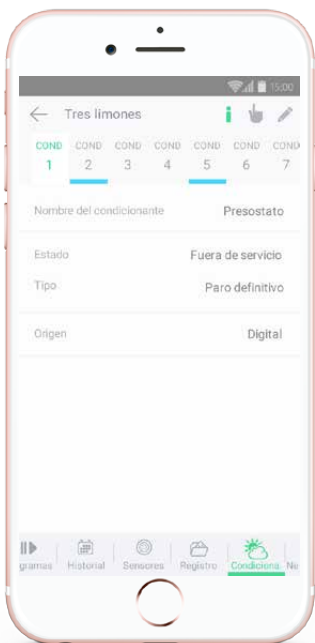 15:00
Tres limones
COND COND COND COND COND COND COND
1 2 3 4 5 6 7
Nombre del condicionante Presostato
Estado Fuera de servicio
Tipo Paro definitivo
Origen Digital
gramas Historial Sensores Registro Condiciona Ne